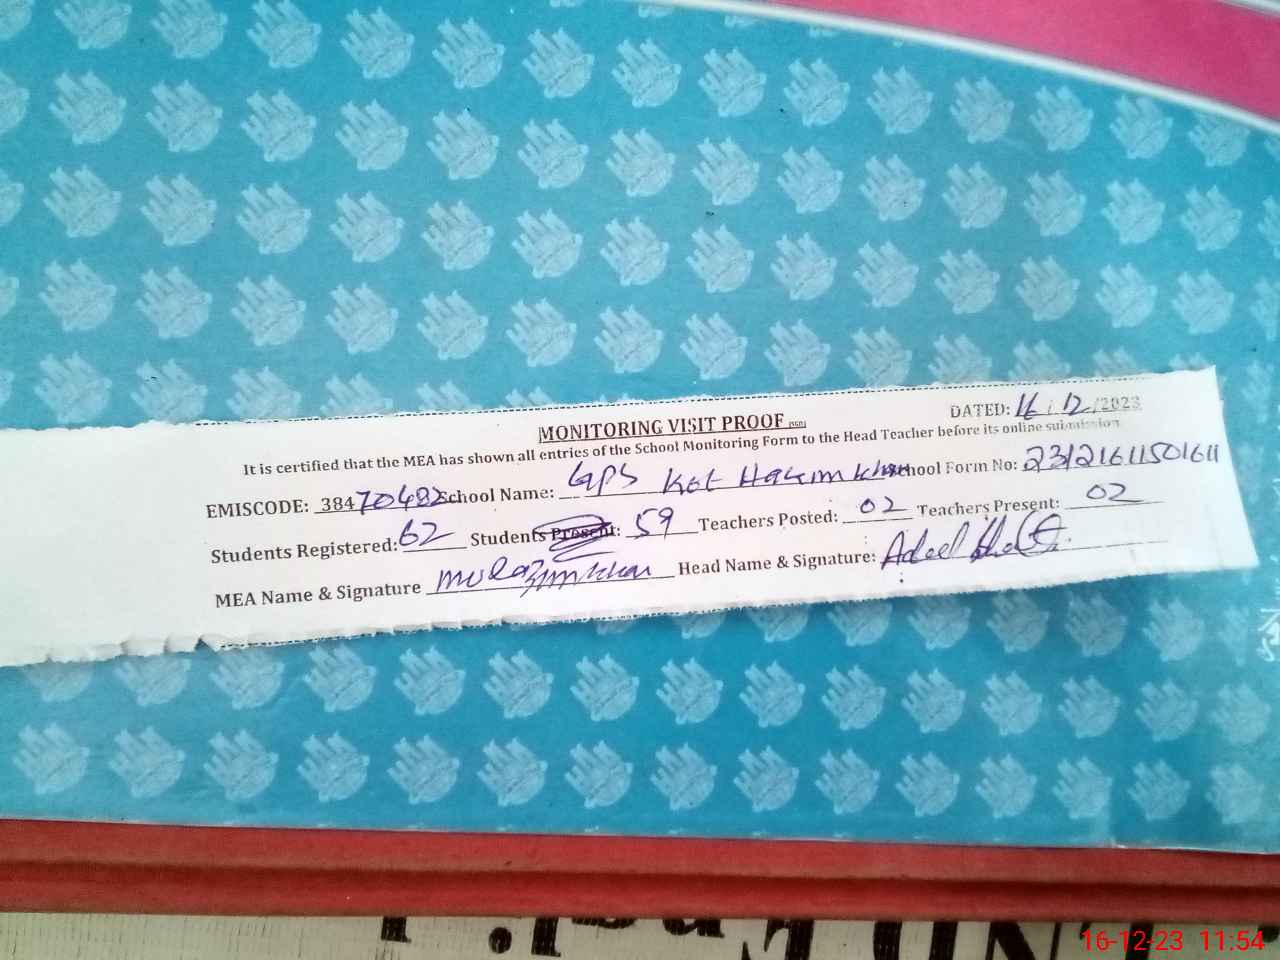 MONITORING VISIT PROOF
DATED: 16/12/2023
It is certified that the MEA has shown all entries of the School Monitoring Form to the Head Teacher before its online submission
EMISCODE: 38470482 School Name: GPS Kot Hakim Khan School Form No: 23121611501611
Students Registered: 62 Students Present: 59 Teachers Posted: 02 Teachers Present: 02
MEA Name & Signature Mulazim Khan Head Name & Signature: Adeel
16-12-23 11:54